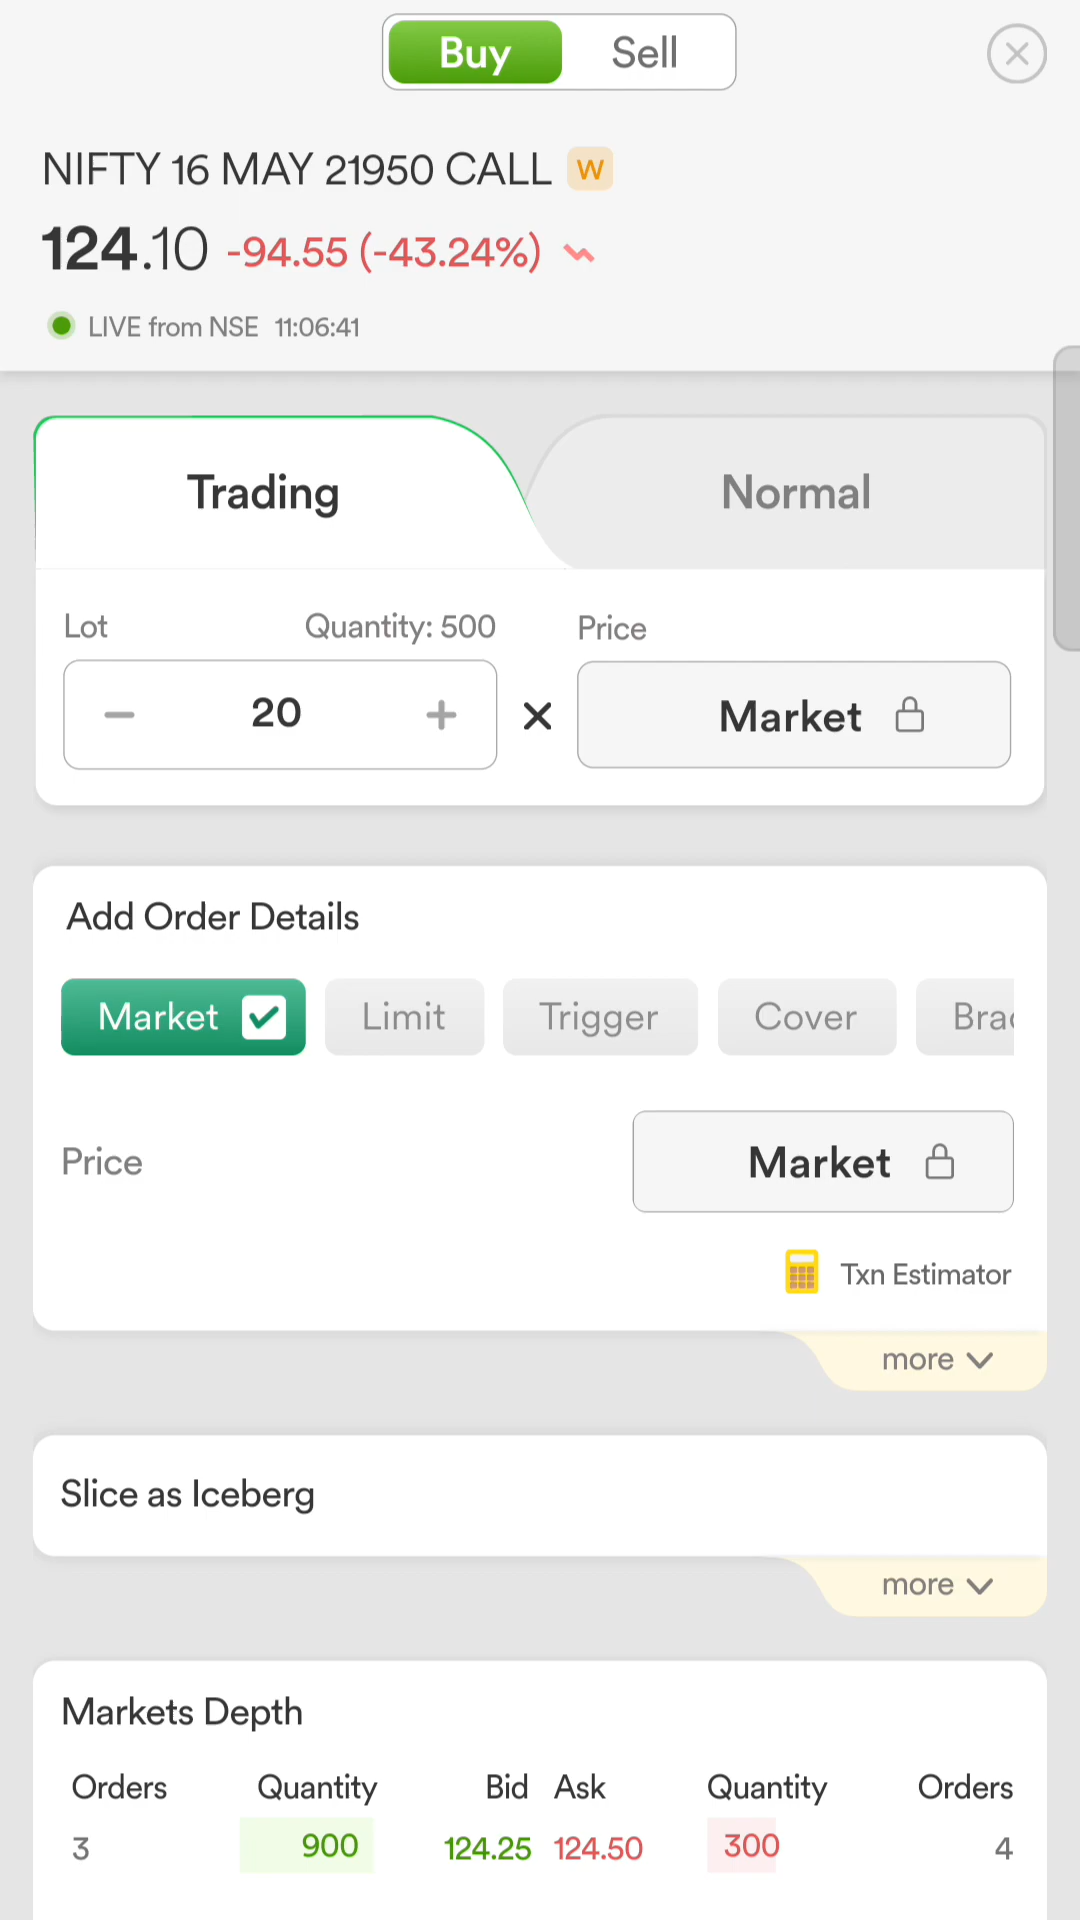 Buy Sell
NIFTY 16 MAY 21950 CALL W
124.10 -94.55 (-43.24%)
LIVE from NSE 11:06:41
Trading Normal
Lot Quantity: 500 Price
− 20 + × Market
Add Order Details
Market Limit Trigger Cover Brac
Price Market
Txn Estimator
more
Slice as Iceberg
more
Markets Depth
Orders Quantity Bid Ask Quantity Orders
3 900 124.25 124.50 300 4